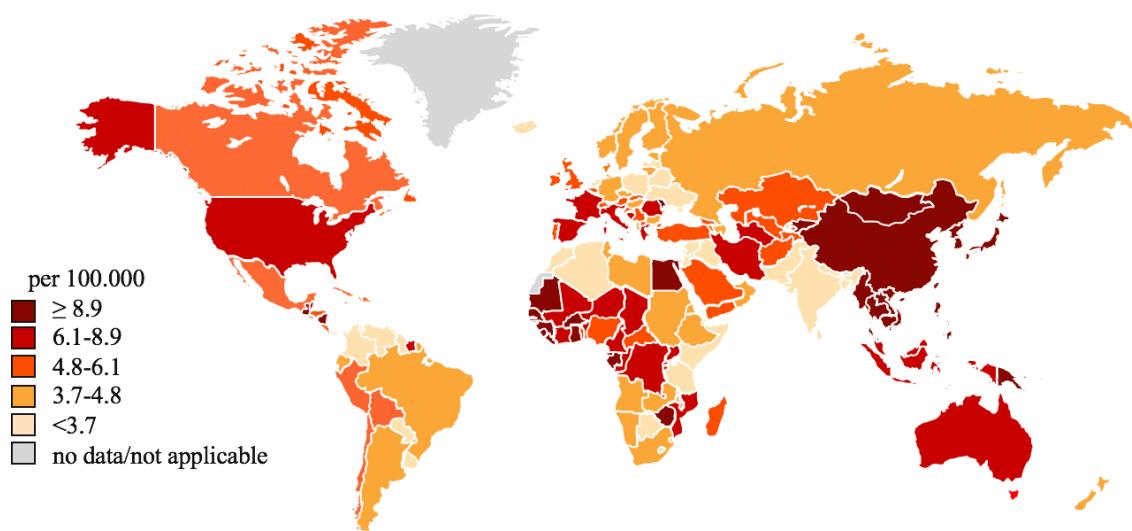 per 100.000
≥ 8.9
6.1-8.9
4.8-6.1
3.7-4.8
<3.7
no data/not applicable